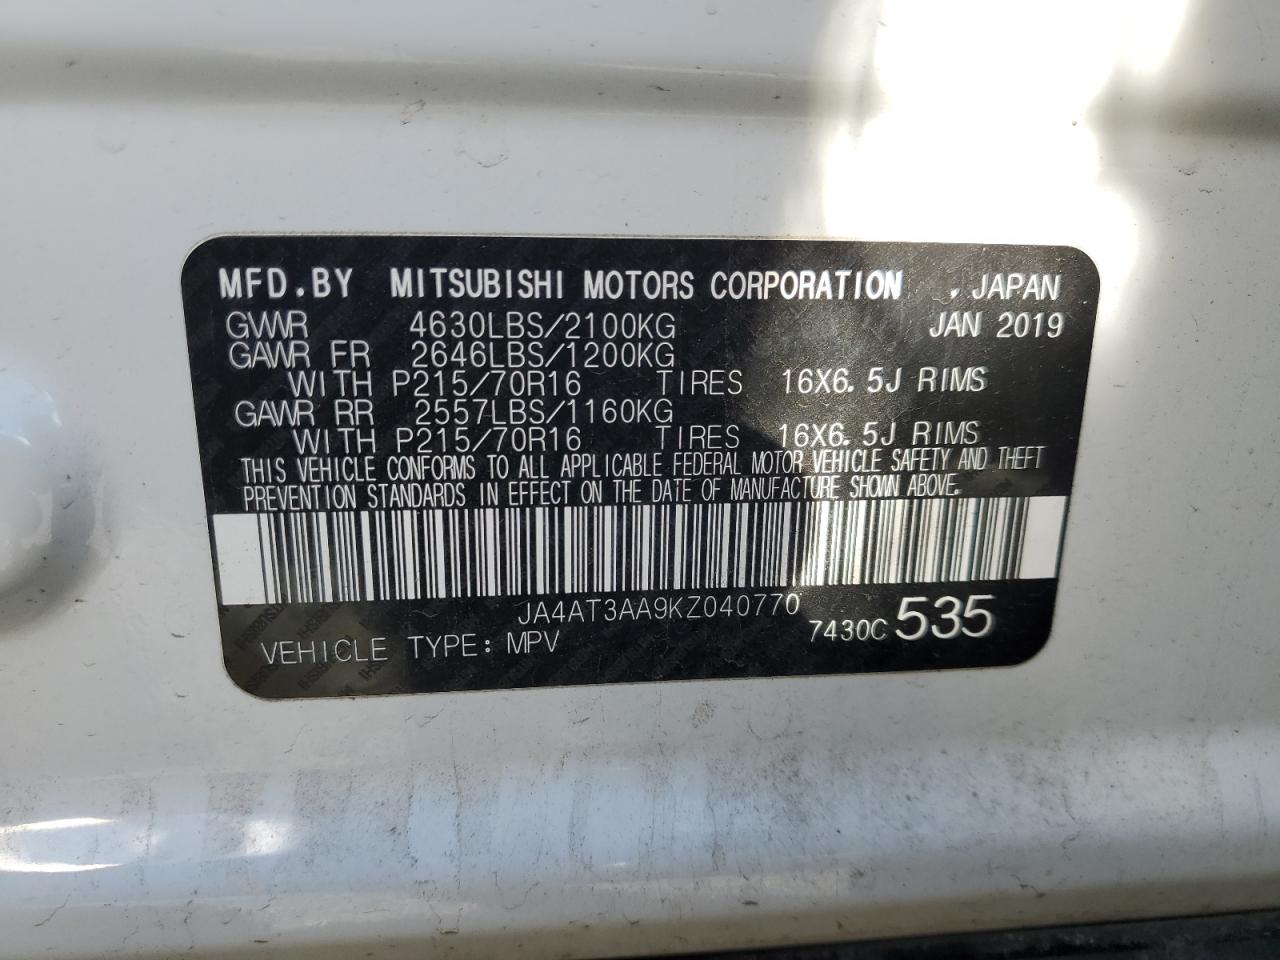 MFD.BY MITSUBISHI MOTORS CORPORATION , JAPAN
GVWR 4630LBS/2100KG JAN 2019
GAWR FR 2646LBS/1200KG
WITH P215/70R16 TIRES 16X6.5J RIMS
GAWR RR 2557LBS/1160KG
WITH P215/70R16 TIRES 16X6.5J RIMS
THIS VEHICLE CONFORMS TO ALL APPLICABLE FEDERAL MOTOR VEHICLE SAFETY AND THEFT
PREVENTION STANDARDS IN EFFECT ON THE DATE OF MANUFACTURE SHOWN ABOVE.
JA4AT3AA9KZ040770
VEHICLE TYPE: MPV 7430C 535